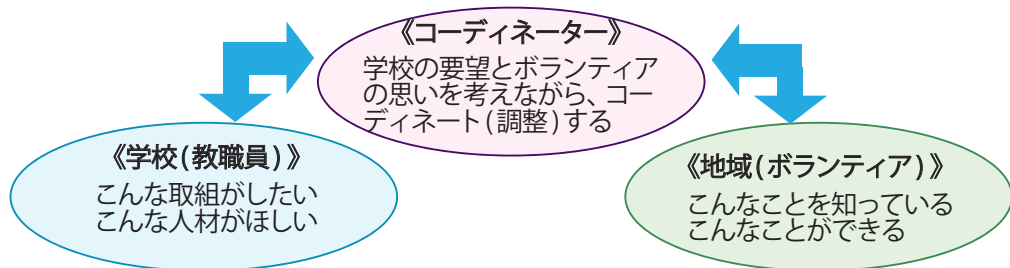 《コーディネーター》
学校の要望とボランティア
の思いを考えながら、コー
ディネート(調整)する
《学校(教職員)》
こんな取組がしたい
こんな人材がほしい
《地域(ボランティア)》
こんなことを知っている
こんなことができる